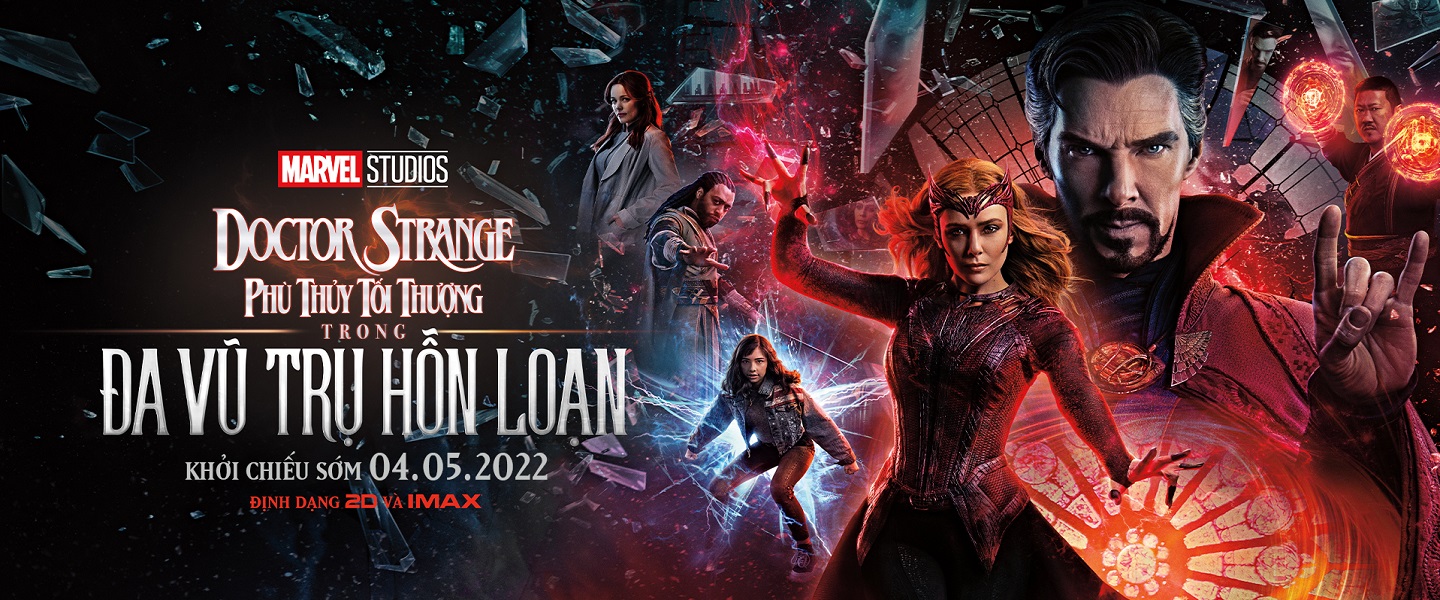 MARVEL STUDIOS
DOCTOR STRANGE
PHÙ THỦY TỐI THƯỢNG
TRONG
ĐA VŨ TRỤ HỖN LOẠN
KHỞI CHIẾU SỚM 04.05.2022
ĐỊNH DẠNG 2D VÀ IMAX